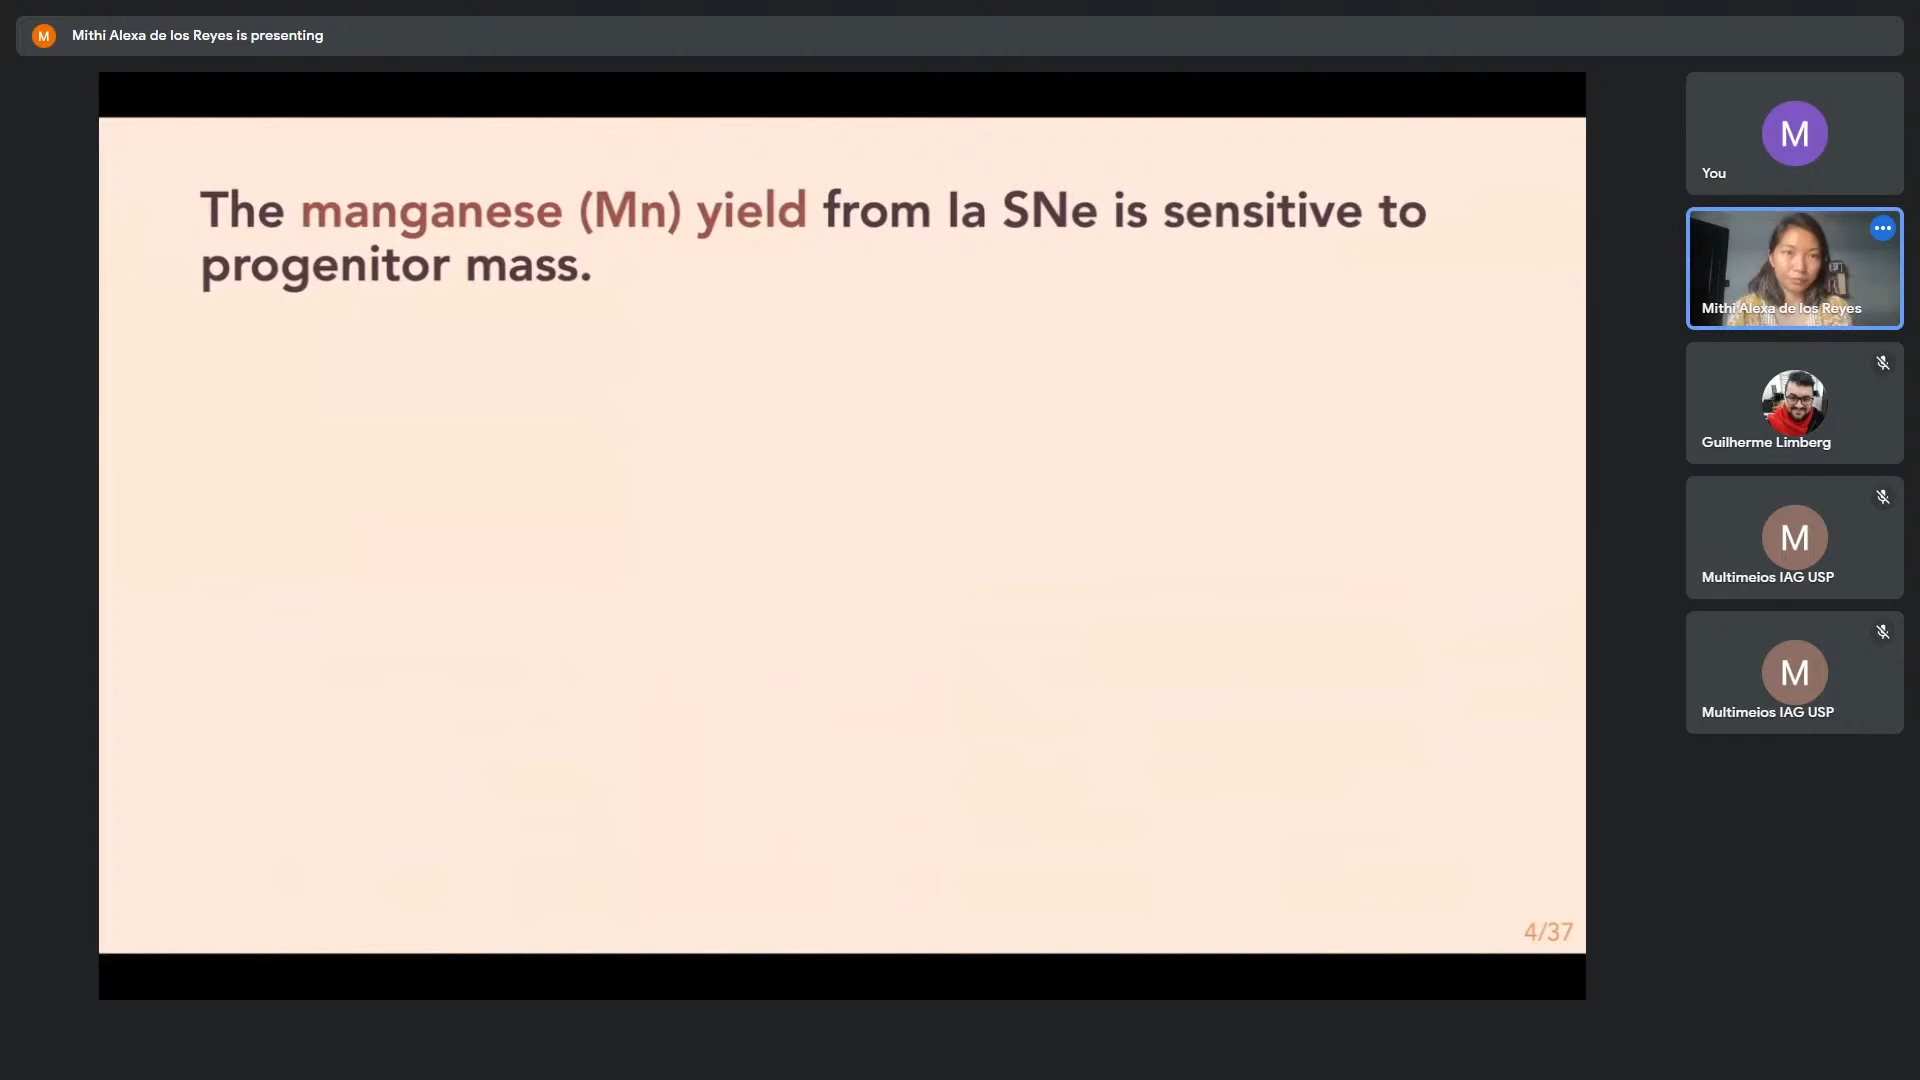 M
Mithi Alexa de los Reyes is presenting
The manganese (Mn) yield from Ia SNe is sensitive to
progenitor mass.
4/37
M
You
Mithi Alexa de los Reyes
Guilherme Limberg
M
Multimeios IAG USP
M
Multimeios IAG USP